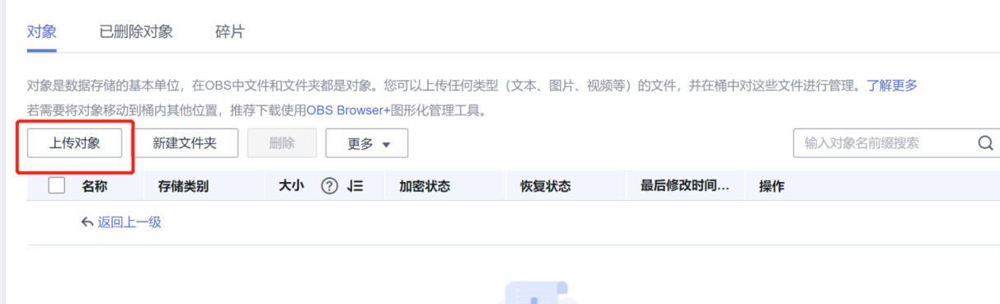 对象 已删除对象 碎片
对象是数据存储的基本单位，在OBS中文件和文件夹都是对象。您可以上传任何类型（文本、图片、视频等）的文件，并在桶中对这些文件进行管理。了解更多
若需要将对象移动到桶内其他位置，推荐下载使用OBS Browser+图形化管理工具。
上传对象 新建文件夹 删除 更多 输入对象名前缀搜索
名称 存储类别 大小 加密状态 恢复状态 最后修改时间... 操作
返回上一级